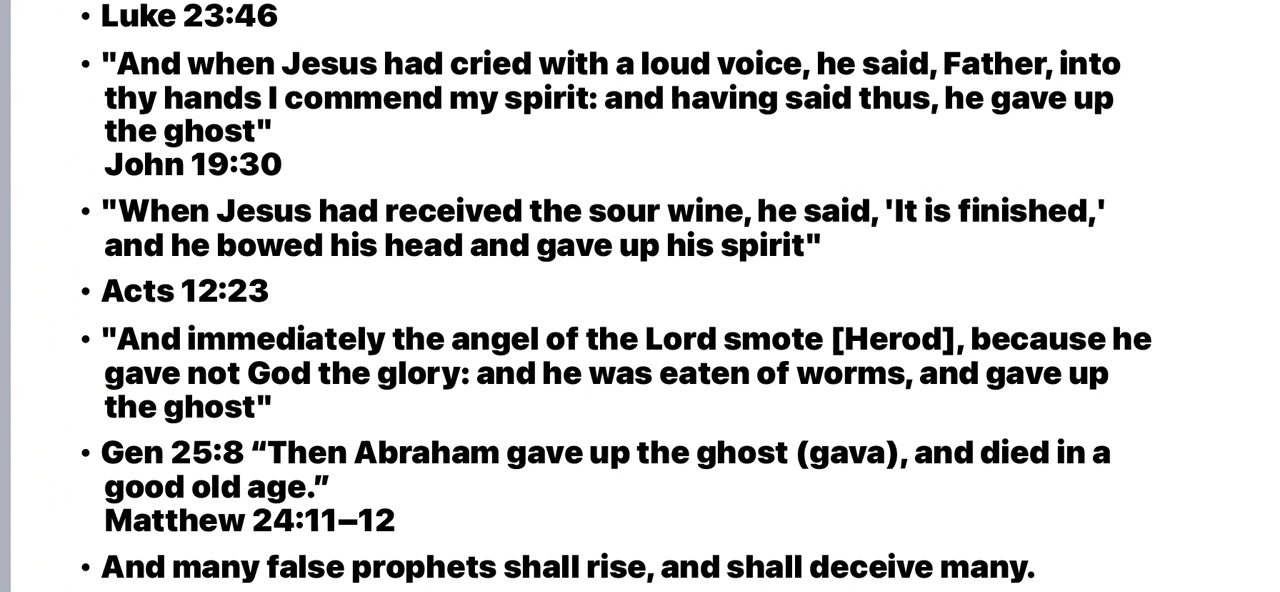 • Luke 23:46
• "And when Jesus had cried with a loud voice, he said, Father, into
thy hands I commend my spirit: and having said thus, he gave up
the ghost"
John 19:30
• "When Jesus had received the sour wine, he said, 'It is finished,'
and he bowed his head and gave up his spirit"
• Acts 12:23
• "And immediately the angel of the Lord smote [Herod], because he
gave not God the glory: and he was eaten of worms, and gave up
the ghost"
• Gen 25:8 “Then Abraham gave up the ghost (gava), and died in a
good old age.”
Matthew 24:11–12
• And many false prophets shall rise, and shall deceive many.